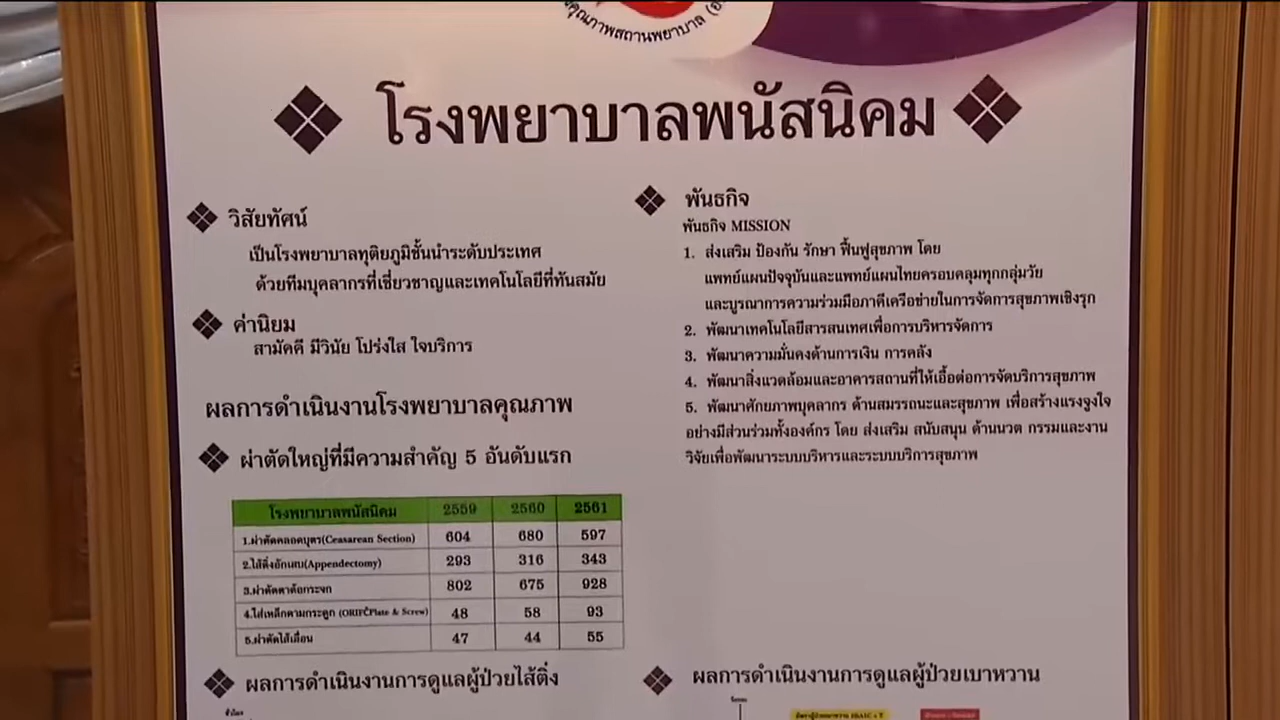 คุณภาพสถานพยาบาล
โรงพยาบาลพนัสนิคม
วิสัยทัศน์
เป็นโรงพยาบาลทุติยภูมิชั้นนำระดับประเทศ
ด้วยทีมบุคลากรที่เชี่ยวชาญและเทคโนโลยีที่ทันสมัย
ค่านิยม
สามัคคี มีวินัย โปร่งใส ใจบริการ
ผลการดำเนินงานโรงพยาบาลคุณภาพ
ผ่าตัดใหญ่ที่มีความสำคัญ 5 อันดับแรก
โรงพยาบาลพนัสนิคม 2559 2560 2561
1.ผ่าตัดคลอดบุตร(Ceasarean Section) 604 680 597
2.ไส้ติ่งอักเสบ(Appendectomy) 293 316 343
3.ผ่าตัดตาต้อกระจก 802 675 928
4.ใส่เหล็กดามกระดูก (ORIF Plate & Screw) 48 58 93
5.ผ่าตัดไส้เลื่อน 47 44 55
ผลการดำเนินงานการดูแลผู้ป่วยไส้ติ่ง
พันธกิจ
พันธกิจ MISSION
1. ส่งเสริม ป้องกัน รักษา ฟื้นฟูสุขภาพ โดย
แพทย์แผนปัจจุบันและแพทย์แผนไทยครอบคลุมทุกกลุ่มวัย
และบูรณาการความร่วมมือภาคีเครือข่ายในการจัดการสุขภาพเชิงรุก
2. พัฒนาเทคโนโลยีสารสนเทศเพื่อการบริหารจัดการ
3. พัฒนาความมั่นคงด้านการเงิน การคลัง
4. พัฒนาสิ่งแวดล้อมและอาคารสถานที่ให้เอื้อต่อการจัดบริการสุขภาพ
5. พัฒนาศักยภาพบุคลากร ด้านสมรรถนะและสุขภาพ เพื่อสร้างแรงจูงใจ
อย่างมีส่วนร่วมทั้งองค์กร โดย ส่งเสริม สนับสนุน ด้านนวต กรรมและงาน
วิจัยเพื่อพัฒนาระบบบริหารและระบบบริการสุขภาพ
ผลการดำเนินงานการดูแลผู้ป่วยเบาหวาน